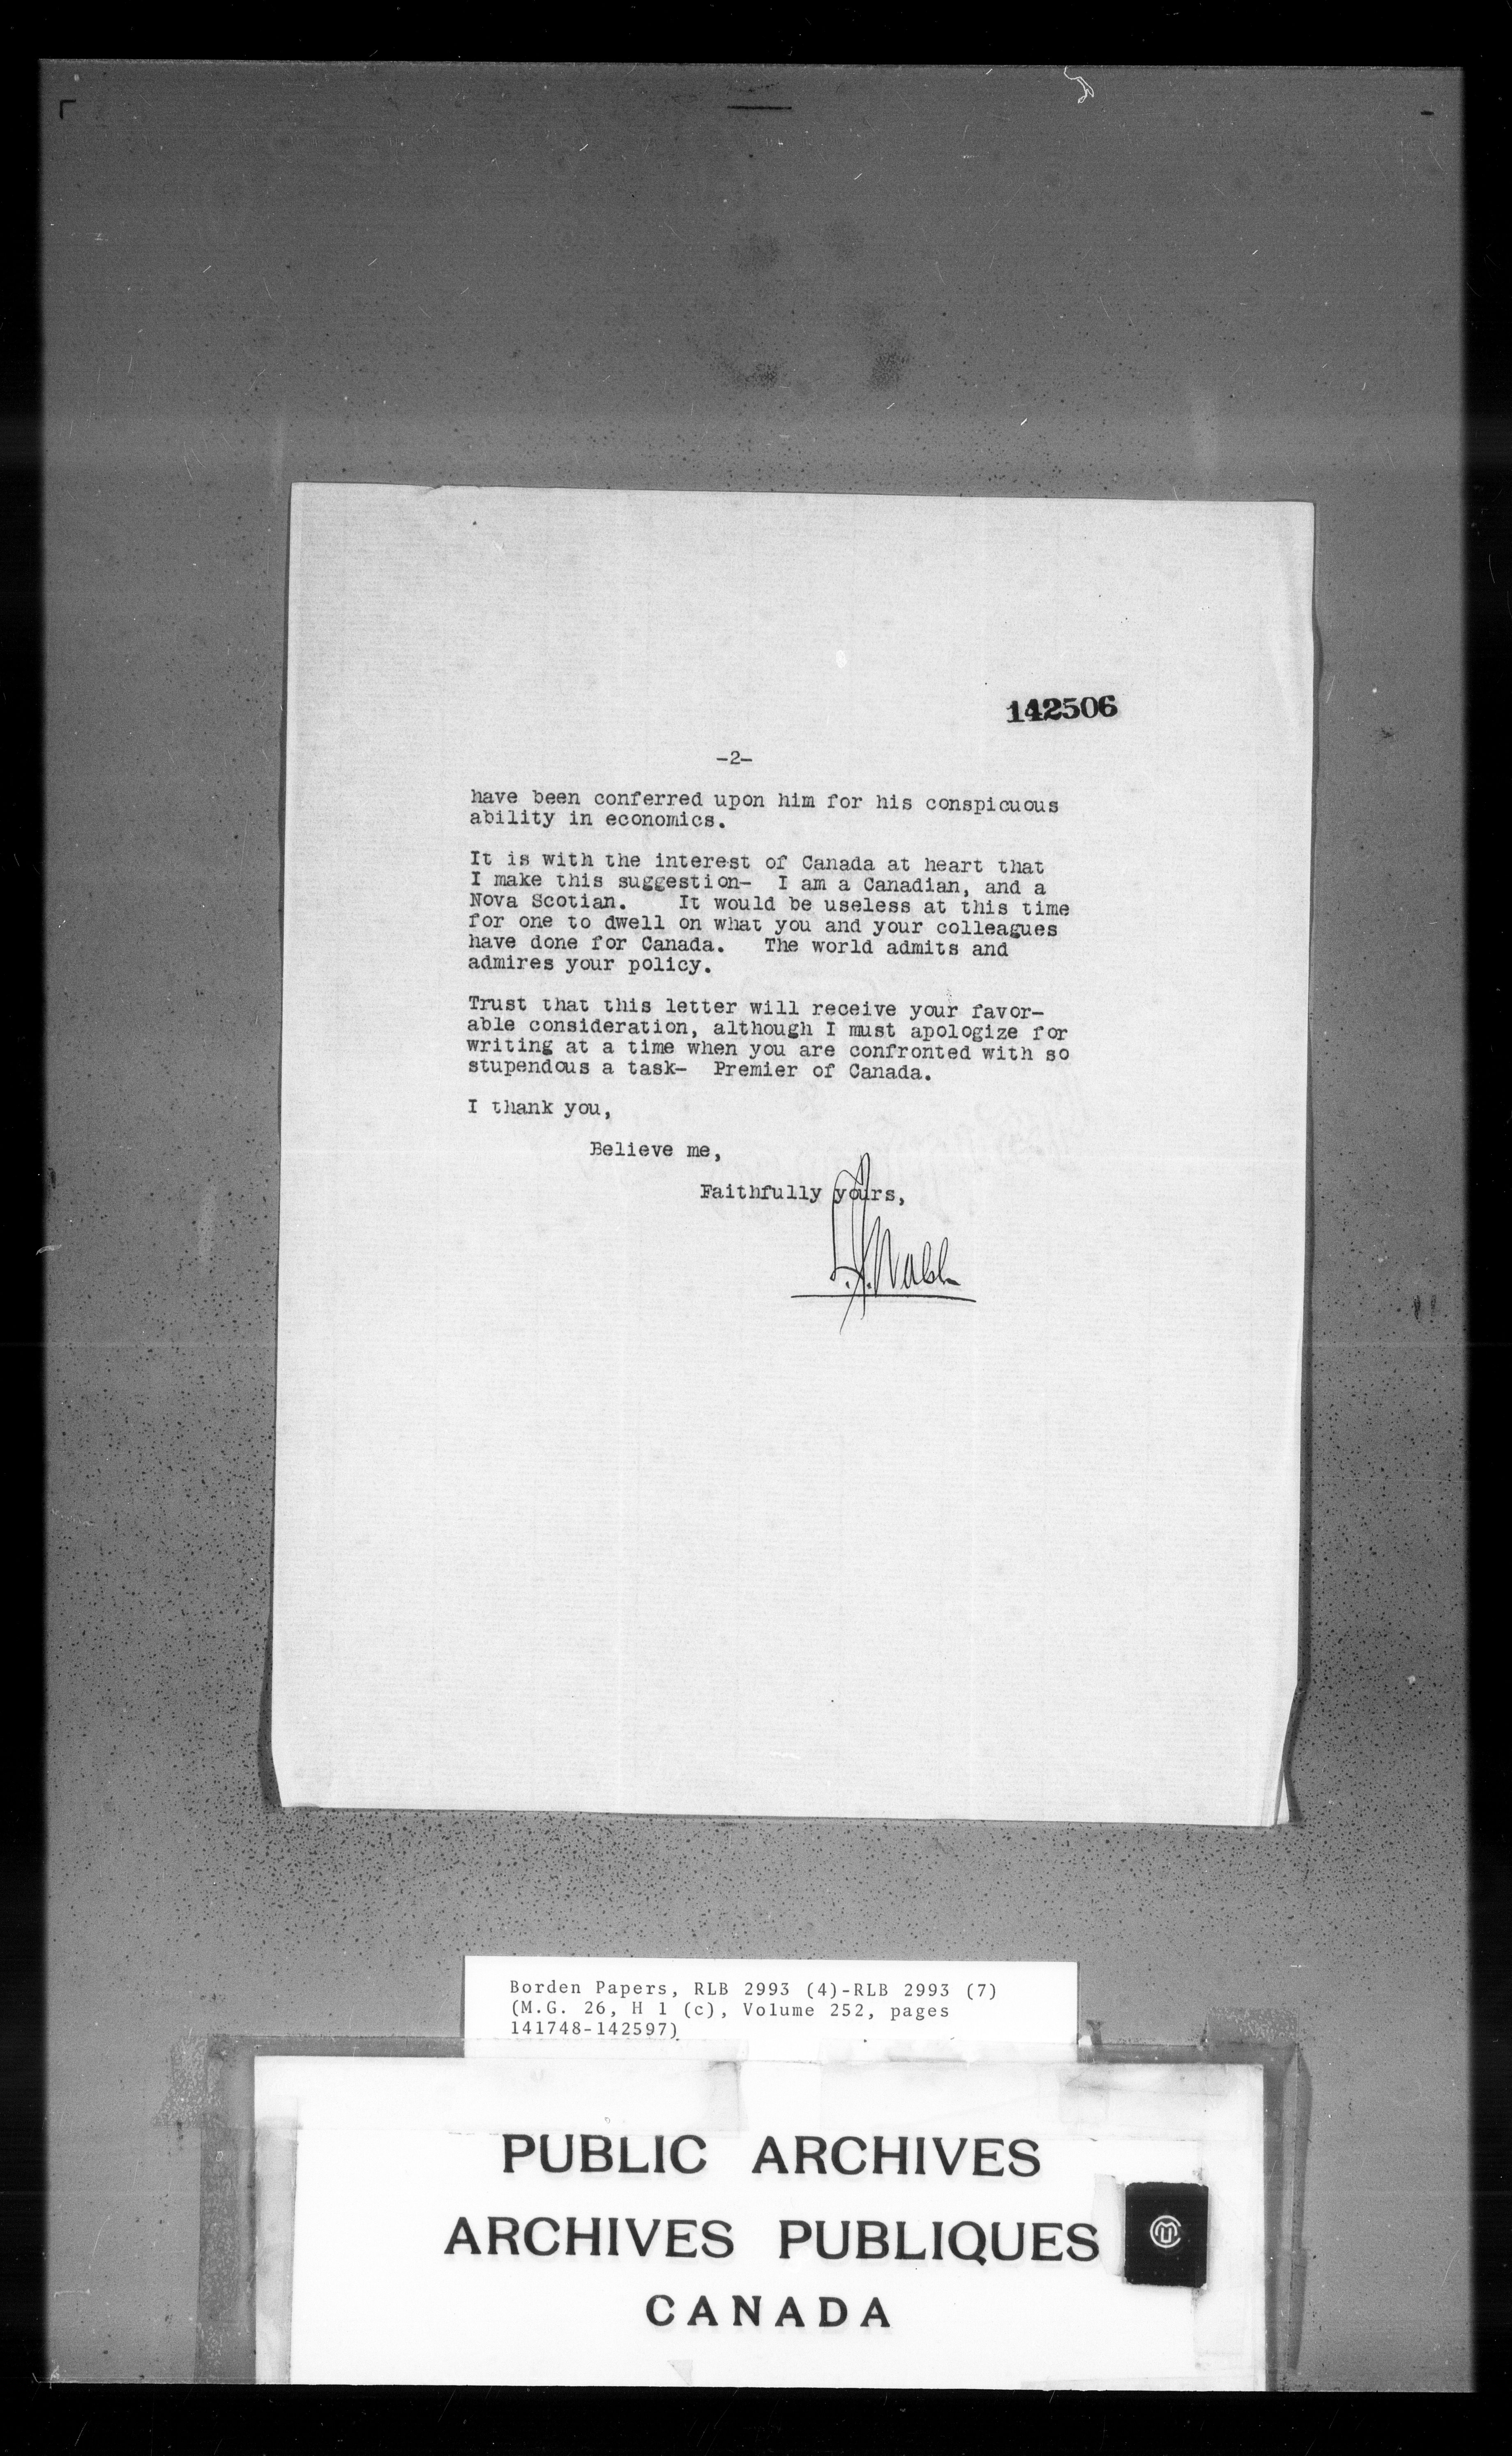 142506
-2-
have been conferred upon him for his conspicuous
ability in economics.
It is with the interest of Canada at heart that
I make this suggestion- I am a Canadian, and a
Nova Scotian. It would be useless at this time
for one to dwell on what you and your colleagues
have done for Canada. The world admits and
admires your policy.
Trust that this letter will receive your favor-
able consideration, although I must apologize for
writing at a time when you are confronted with so
stupendous a task- Premier of Canada.
I thank you,
Believe me,
Faithfully yours,
Borden Papers, RLB 2993 (4)-RLB 2993 (7)
(M.G. 26, H 1 (c), Volume 252, pages
141748-142597)
PUBLIC ARCHIVES
ARCHIVES PUBLIQUES
CANADA